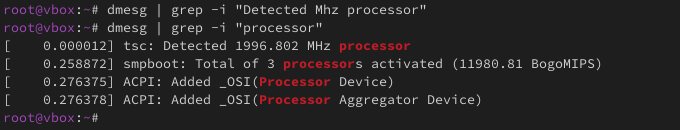 root@vbox:~# dmesg | grep -i "Detected Mhz processor"
root@vbox:~# dmesg | grep -i "processor"
[    0.000012] tsc: Detected 1996.802 MHz processor
[    0.258872] smpboot: Total of 3 processors activated (11980.81 BogoMIPS)
[    0.276375] ACPI: Added _OSI(Processor Device)
[    0.276378] ACPI: Added _OSI(Processor Aggregator Device)
root@vbox:~#